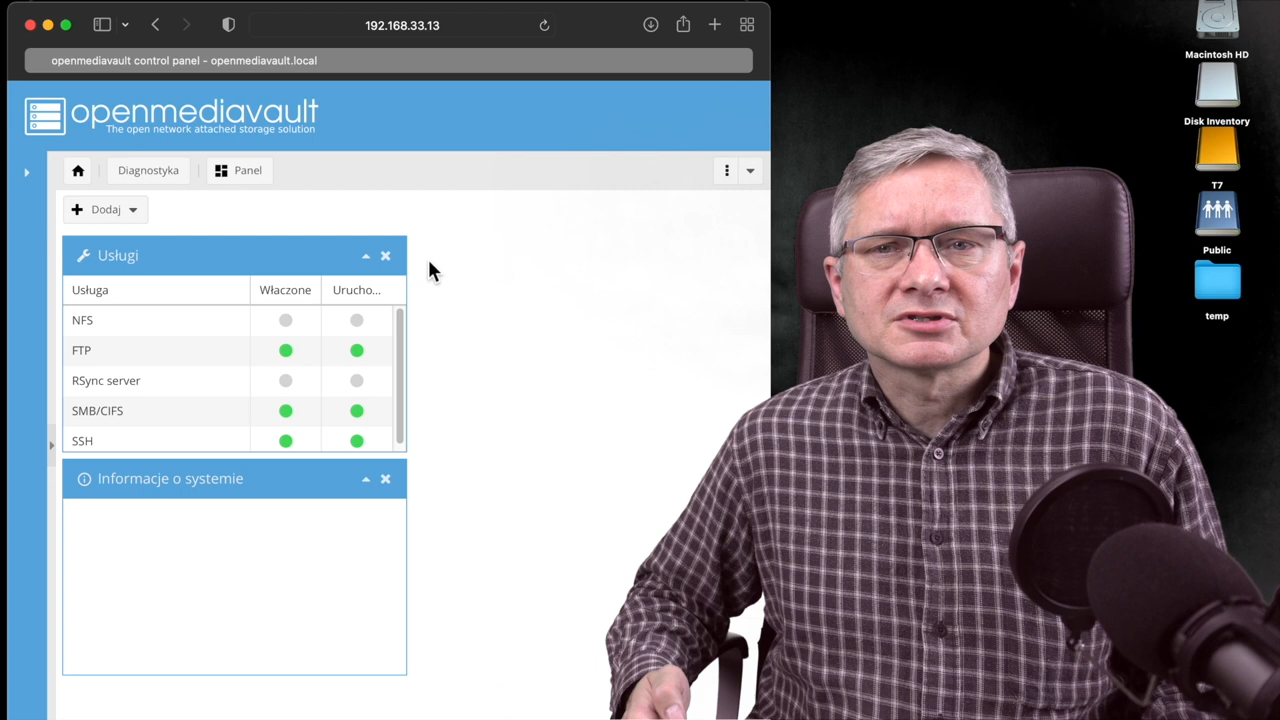 192.168.33.13
openmediavault control panel – openmediavault.local
openmediavault
The open network attached storage solution
Diagnostyka
Panel
Dodaj
Usługi
Usługa Włączone Urucho...
NFS
FTP
RSync server
SMB/CIFS
SSH
Informacje o systemie
Macintosh HD
Disk Inventory
T7
Public
temp